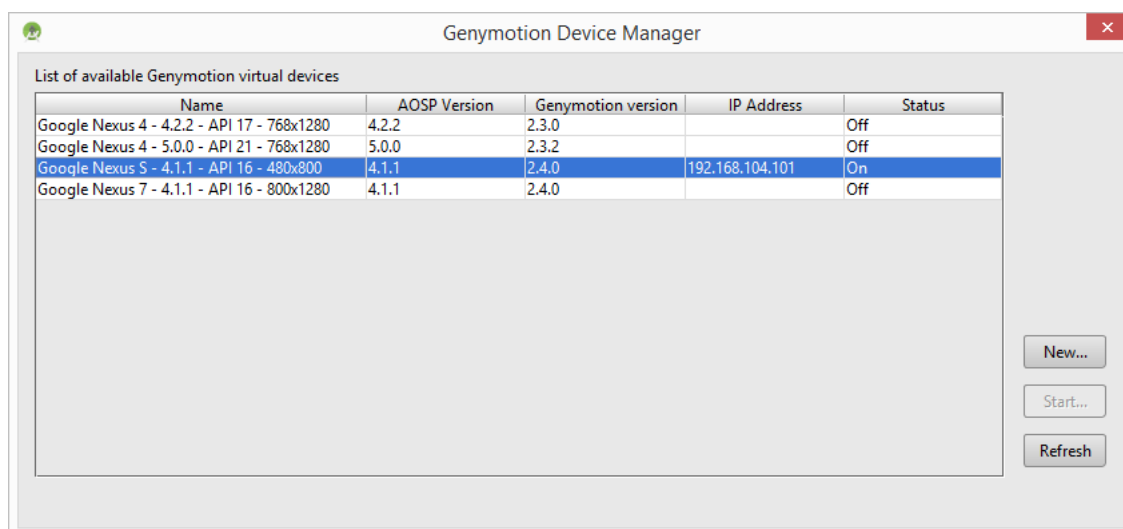 Genymotion Device Manager
List of available Genymotion virtual devices
Name AOSP Version Genymotion version IP Address Status
Google Nexus 4 - 4.2.2 - API 17 - 768x1280 4.2.2 2.3.0 Off
Google Nexus 4 - 5.0.0 - API 21 - 768x1280 5.0.0 2.3.2 Off
Google Nexus S - 4.1.1 - API 16 - 480x800 4.1.1 2.4.0 192.168.104.101 On
Google Nexus 7 - 4.1.1 - API 16 - 800x1280 4.1.1 2.4.0 Off
New...
Start...
Refresh